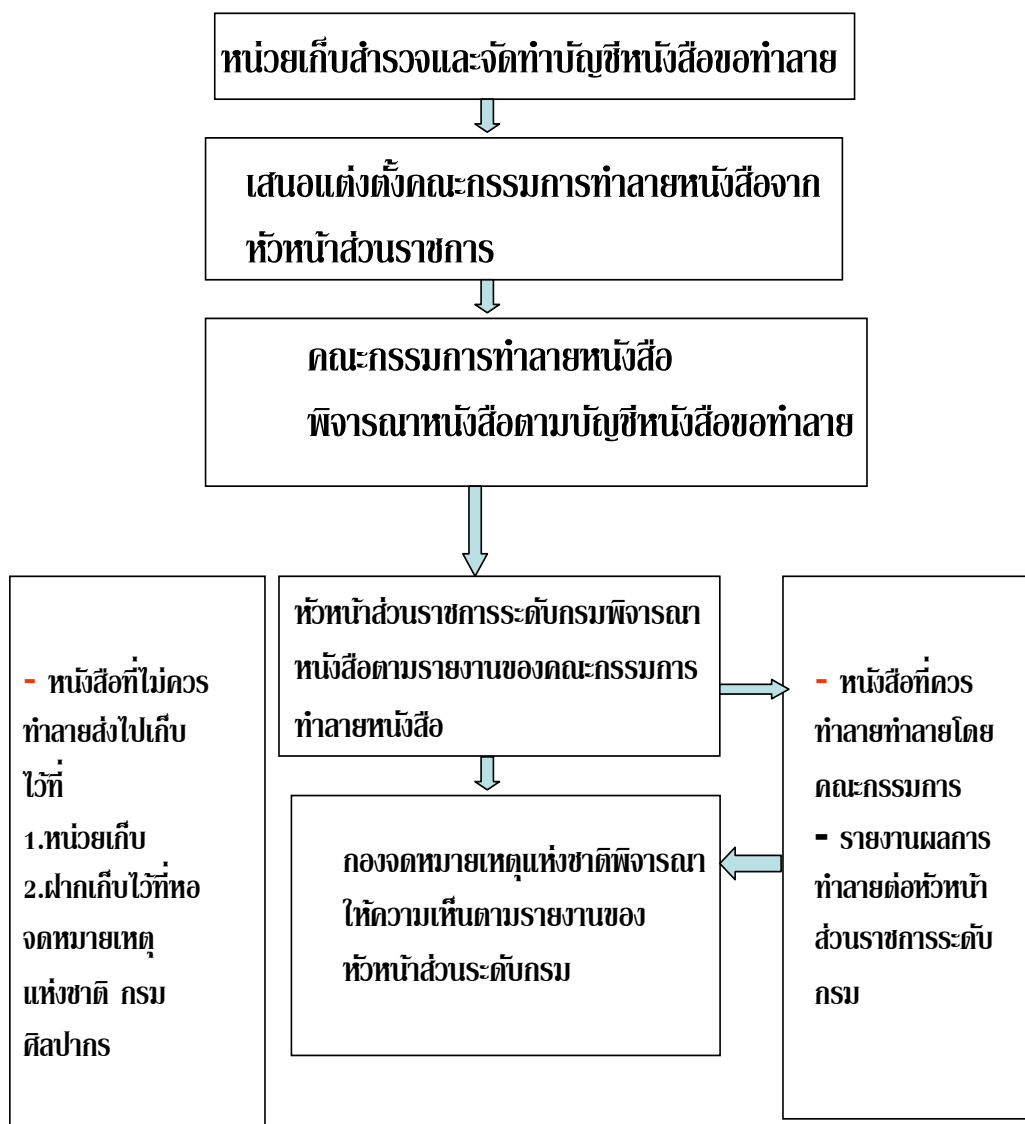 หน่วยเก็บสำรวจและจัดทำบัญชีหนังสือขอทำลาย
เสนอแต่งตั้งคณะกรรมการทำลายหนังสือจาก
หัวหน้าส่วนราชการ
คณะกรรมการทำลายหนังสือ
พิจารณาหนังสือตามบัญชีหนังสือขอทำลาย
- หนังสือที่ไม่ควร
ทำลายส่งไปเก็บ
ไว้ที่
1.หน่วยเก็บ
2.ฝากเก็บไว้ที่หอ
จดหมายเหตุ
แห่งชาติ กรม
ศิลปากร
หัวหน้าส่วนราชการระดับกรมพิจารณา
หนังสือตามรายงานของคณะกรรมการ
ทำลายหนังสือ
กองจดหมายเหตุแห่งชาติพิจารณา
ให้ความเห็นตามรายงานของ
หัวหน้าส่วนระดับกรม
- หนังสือที่ควร
ทำลายทำลายโดย
คณะกรรมการ
- รายงานผลการ
ทำลายต่อหัวหน้า
ส่วนราชการระดับ
กรม